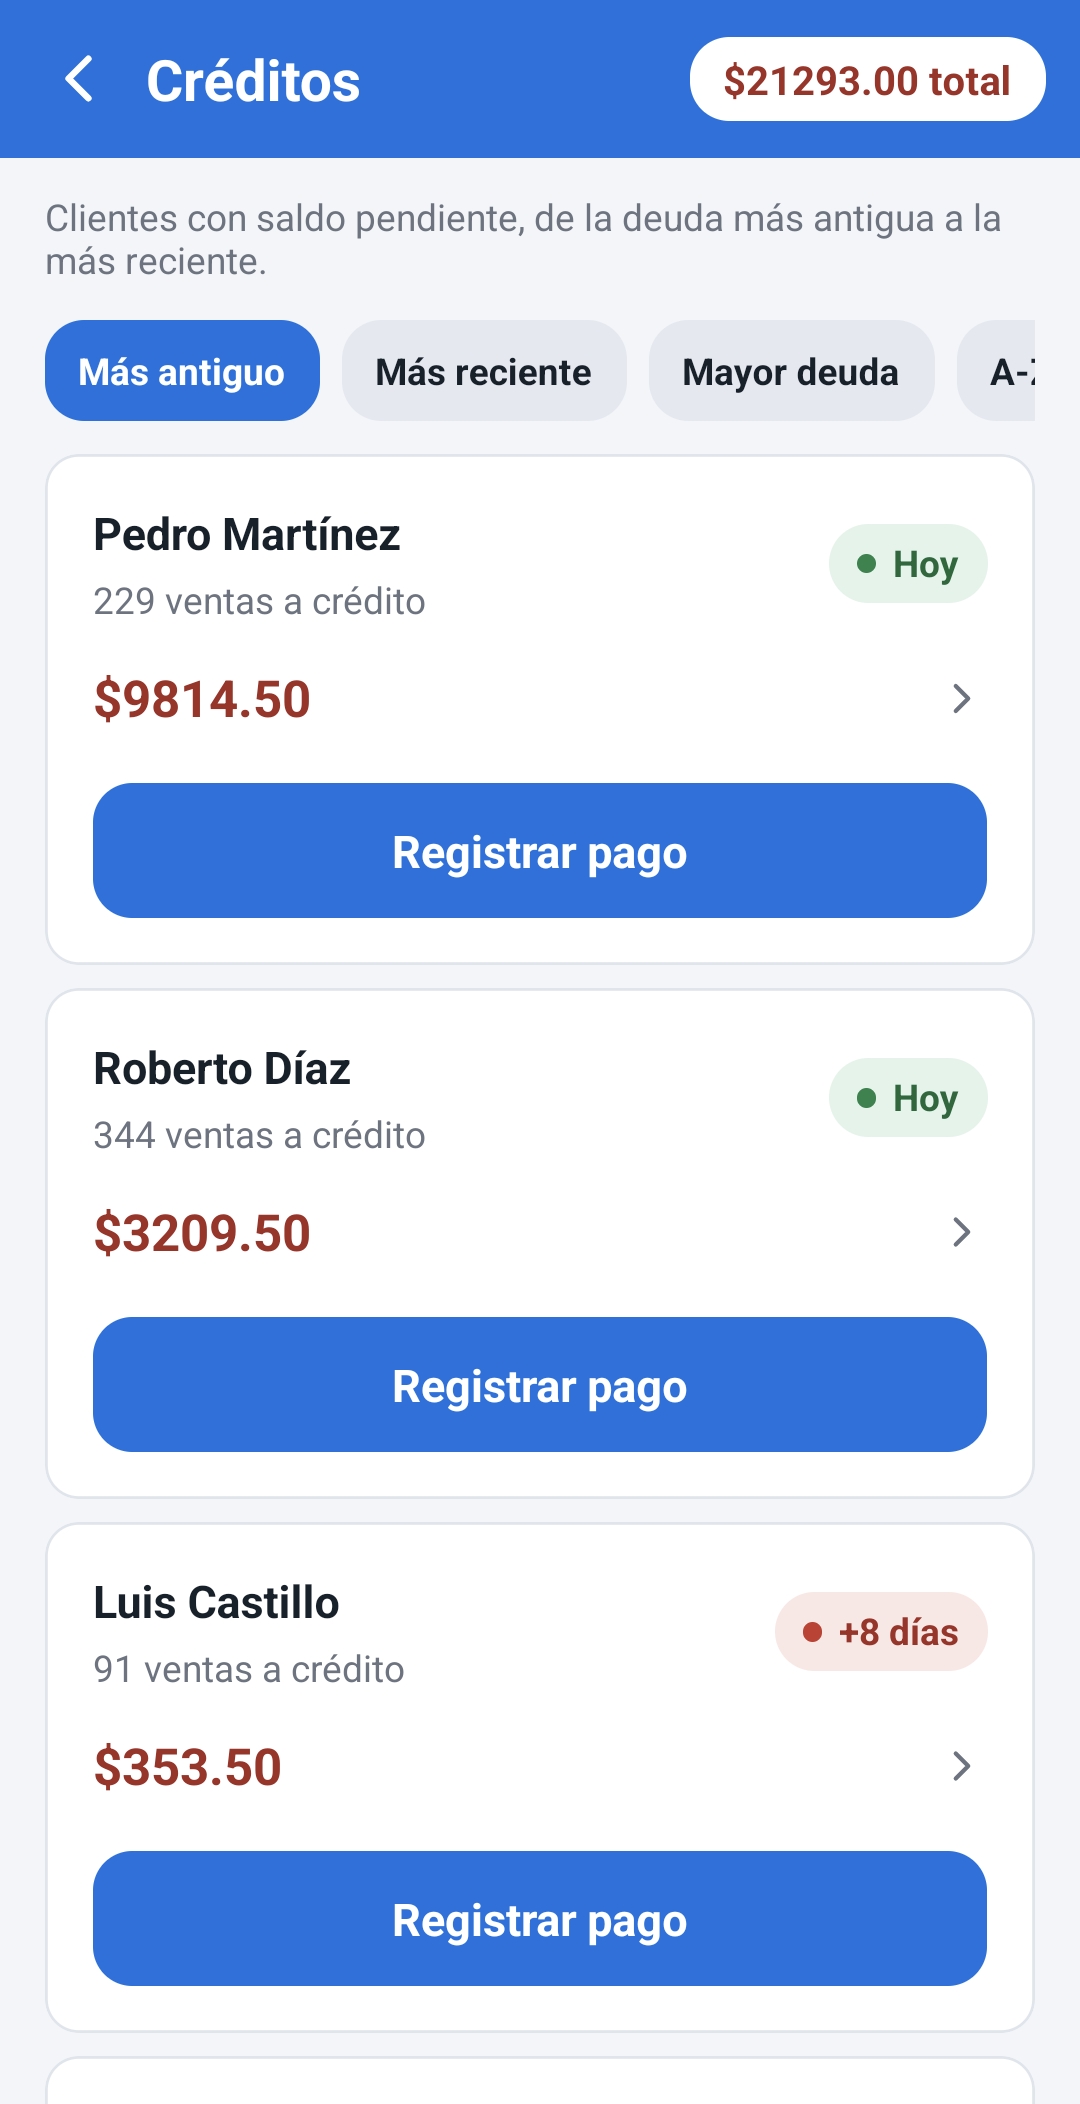 Créditos
$21293.00 total
Clientes con saldo pendiente, de la deuda más antigua a la
más reciente.
Más antiguo
Más reciente
Mayor deuda
A-
Pedro Martínez
Hoy
229 ventas a crédito
$9814.50
Registrar pago
Roberto Díaz
Hoy
344 ventas a crédito
$3209.50
Registrar pago
Luis Castillo
+8 días
91 ventas a crédito
$353.50
Registrar pago